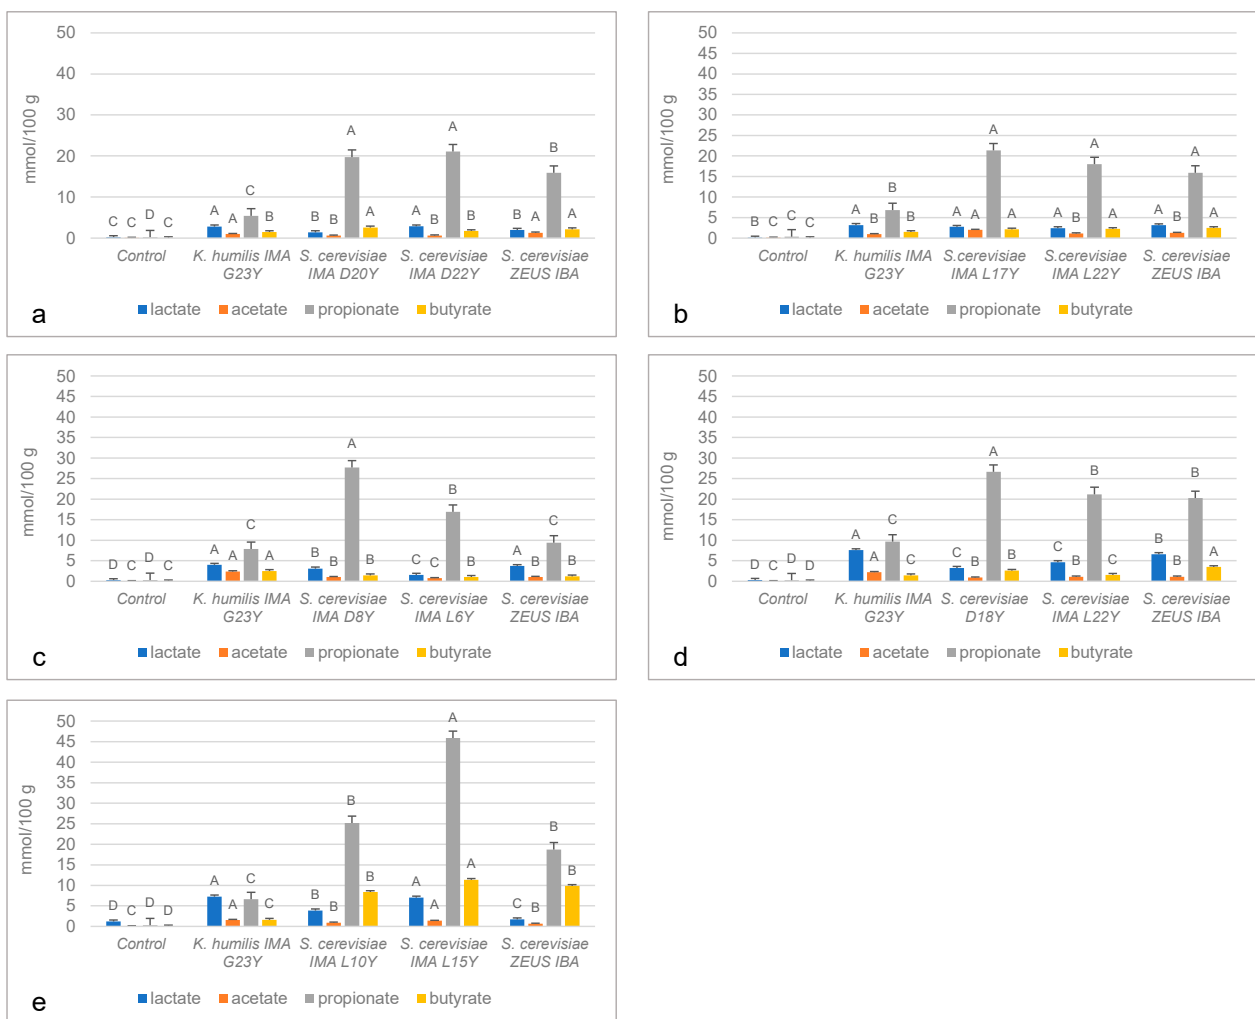 50
40
30
20
10
0
mmol/100 g
C C D C
A A C B
B B A A
A B A B
B A B A
Control
K. humilis IMA G23Y
S. cerevisiae IMA D20Y
S. cerevisiae IMA D22Y
S. cerevisiae ZEUS IBA
lactate acetate propionate butyrate
a
50
45
40
35
30
25
20
15
10
5
0
mmol/100 g
B C C C
A B B B
A A A A
A B A A
A B A A
Control
K. humilis IMA G23Y
S.cerevisiae IMA L17Y
S.cerevisiae IMA L22Y
S. cerevisiae ZEUS IBA
lactate acetate propionate butyrate
b
50
45
40
35
30
25
20
15
10
5
0
mmol/100 g
D C D C
A A C A
B B A B
C C B B
A B C B
Control
K. humilis IMA G23Y
S. cerevisiae IMA D8Y
S. cerevisiae IMA L6Y
S. cerevisiae ZEUS IBA
lactate acetate propionate butyrate
c
50
45
40
35
30
25
20
15
10
5
0
mmol/100 g
D C D D
A A C C
C B A B
C B B C
B B B A
Control
K. humilis IMA G23Y
S. cerevisiae D18Y
S. cerevisiae IMA L22Y
S. cerevisiae ZEUS IBA
lactate acetate propionate butyrate
d
50
45
40
35
30
25
20
15
10
5
0
mmol/100 g
D C D D
A A C C
B B B B
A A A A
C B B B
Control
K. humilis IMA G23Y
S. cerevisiae IMA L10Y
S. cerevisiae IMA L15Y
S. cerevisiae ZEUS IBA
lactate acetate propionate butyrate
e